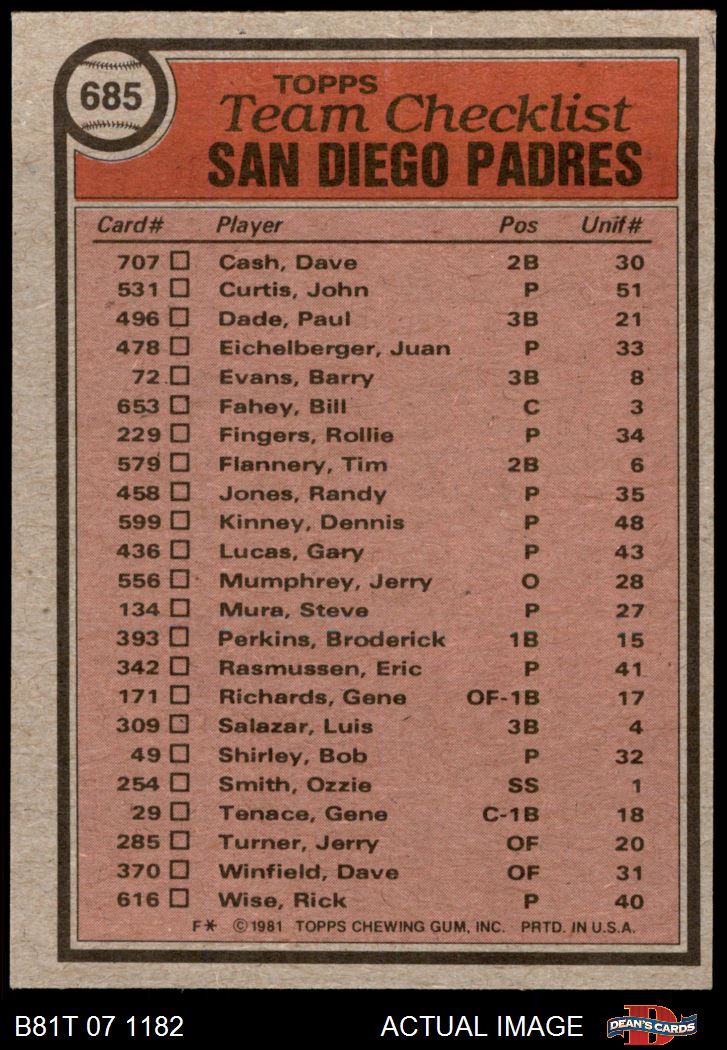 685
TOPPS
Team Checklist
SAN DIEGO PADRES
Card# Player Pos Unif#
707 Cash, Dave 2B 30
531 Curtis, John P 51
496 Dade, Paul 3B 21
478 Eichelberger, Juan P 33
72 Evans, Barry 3B 8
653 Fahey, Bill C 3
229 Fingers, Rollie P 34
579 Flannery, Tim 2B 6
458 Jones, Randy P 35
599 Kinney, Dennis P 48
436 Lucas, Gary P 43
556 Mumphrey, Jerry O 28
134 Mura, Steve P 27
393 Perkins, Broderick 1B 15
342 Rasmussen, Eric P 41
171 Richards, Gene OF-1B 17
309 Salazar, Luis 3B 4
49 Shirley, Bob P 32
254 Smith, Ozzie SS 1
29 Tenace, Gene C-1B 18
285 Turner, Jerry OF 20
370 Winfield, Dave OF 31
616 Wise, Rick P 40
F* ©1981 TOPPS CHEWING GUM, INC. PRTD. IN U.S.A.
B81T 07 1182 ACTUAL IMAGE DEAN'S CARDS